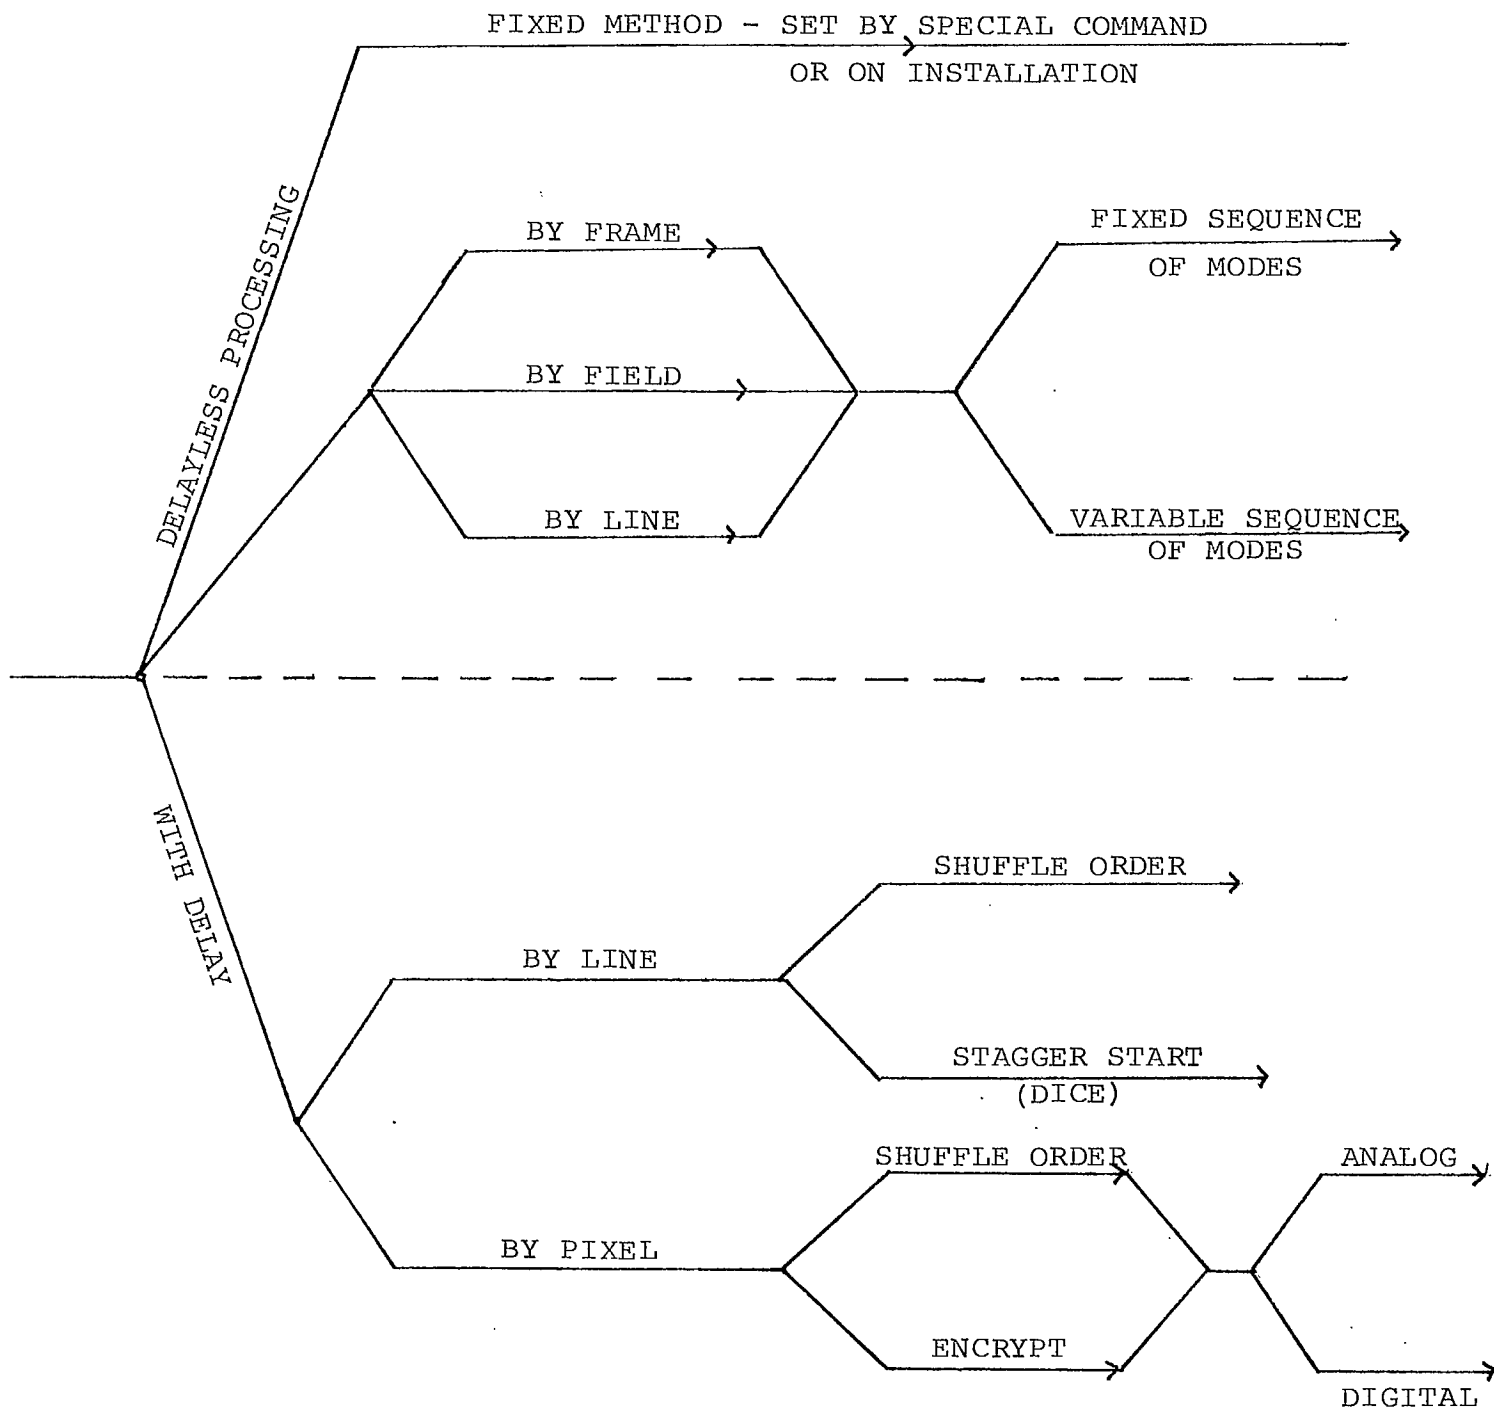 FIXED METHOD - SET BY SPECIAL COMMAND
OR ON INSTALLATION
DELAYLESS PROCESSING
BY FRAME
FIXED SEQUENCE
OF MODES
BY FIELD
BY LINE
VARIABLE SEQUENCE
OF MODES
WITH DELAY
SHUFFLE ORDER
BY LINE
STAGGER START
(DICE)
SHUFFLE ORDER
ANALOG
BY PIXEL
ENCRYPT
DIGITAL